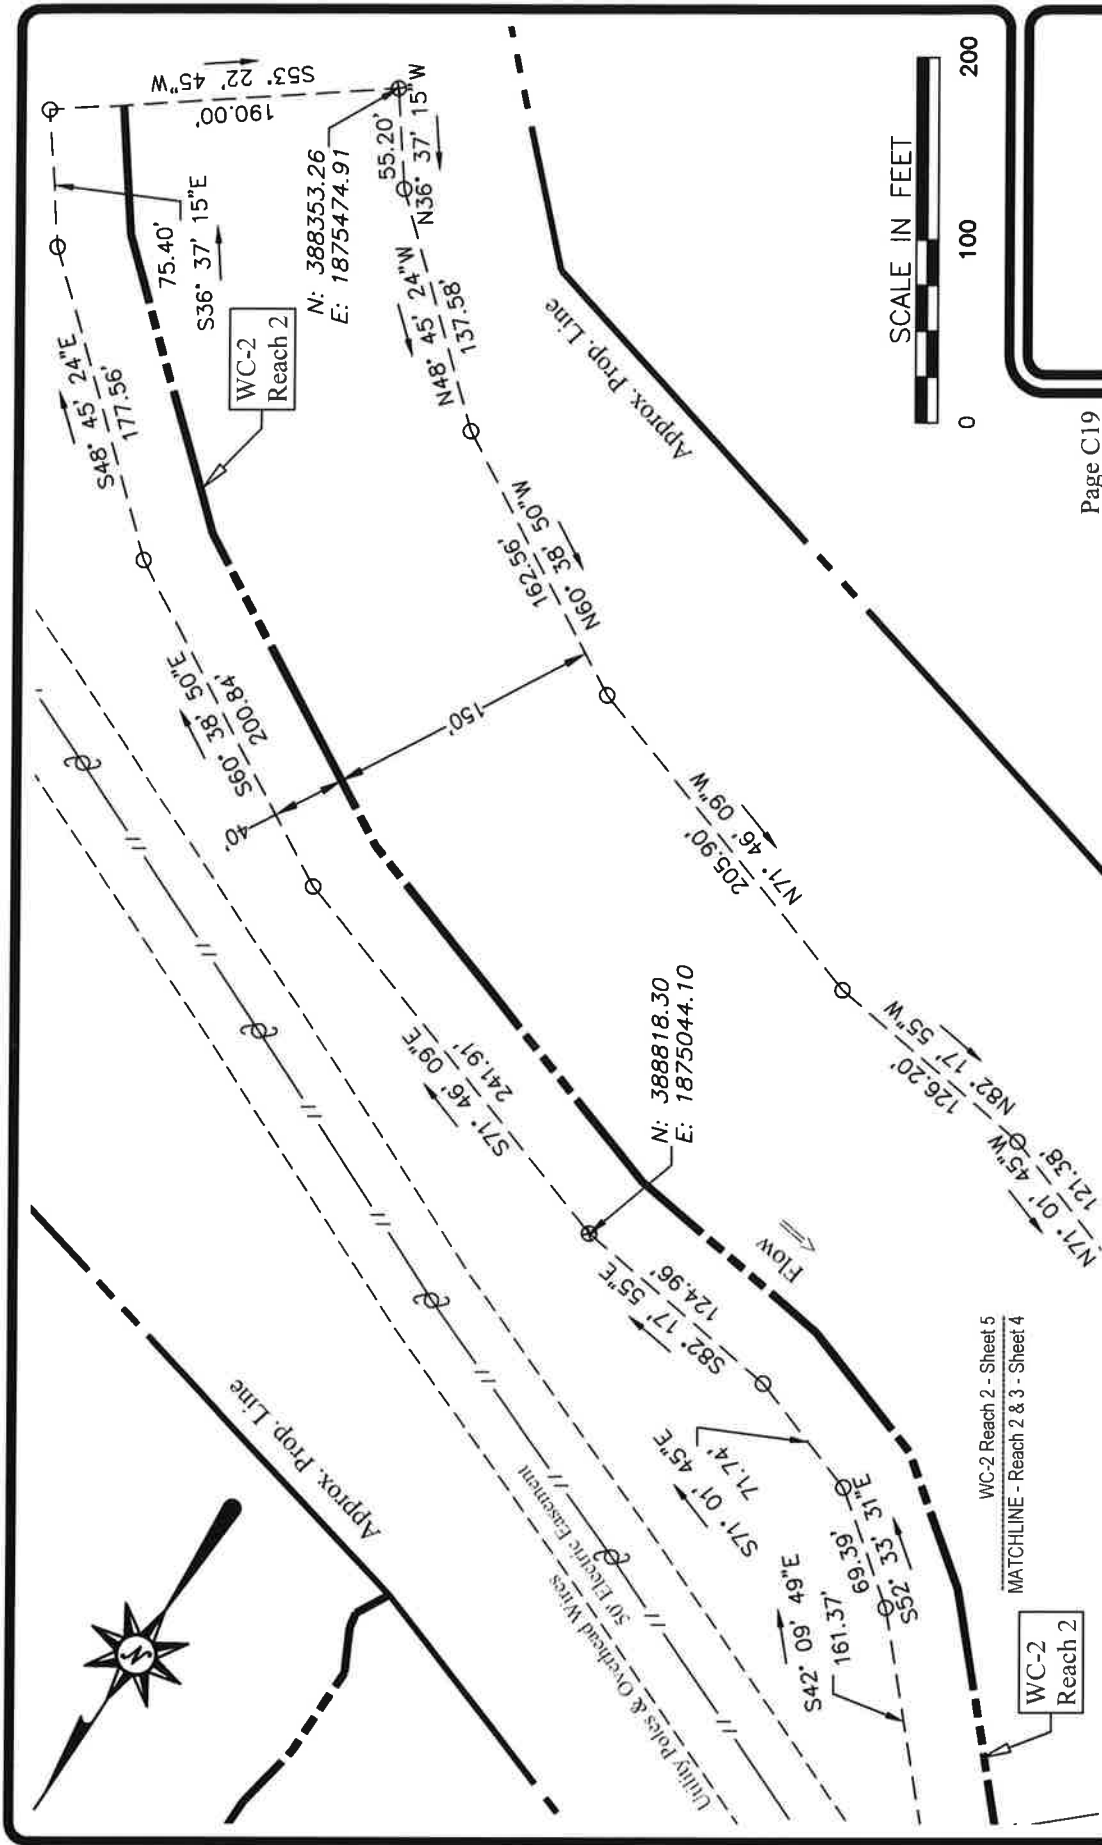 S53° 22' 45"W
190.00'
75.40'
S36° 37' 15"E
N: 388353.26
E: 1875474.91
55.20'
N36° 37' 15"W
WC-2
Reach 2
S48° 45' 24"E
177.56'
N48° 45' 24"W
137.58'
Approx. Prop. Line
SCALE IN FEET
0 100 200
Page C19
162.56'
N60° 38' 50"W
S60° 38' 50"E
200.84'
40'
150'
205.90'
N71° 46' 09"W
S71° 46' 09"E
241.91'
N: 388818.30
E: 1875044.10
126.20'
N82° 17' 55"W
N71° 01' 45"W
121.38'
Flow
S82° 17' 55"E
124.96'
S71° 01' 45"E
71.74'
69.39'
S52° 33' 31"E
S42° 09' 49"E
161.37'
Approx. Prop. Line
50' Electric Easement
Utility Poles & Overhead Wires
N
WC-2 Reach 2 - Sheet 5
MATCHLINE - Reach 2 & 3 - Sheet 4
WC-2
Reach 2